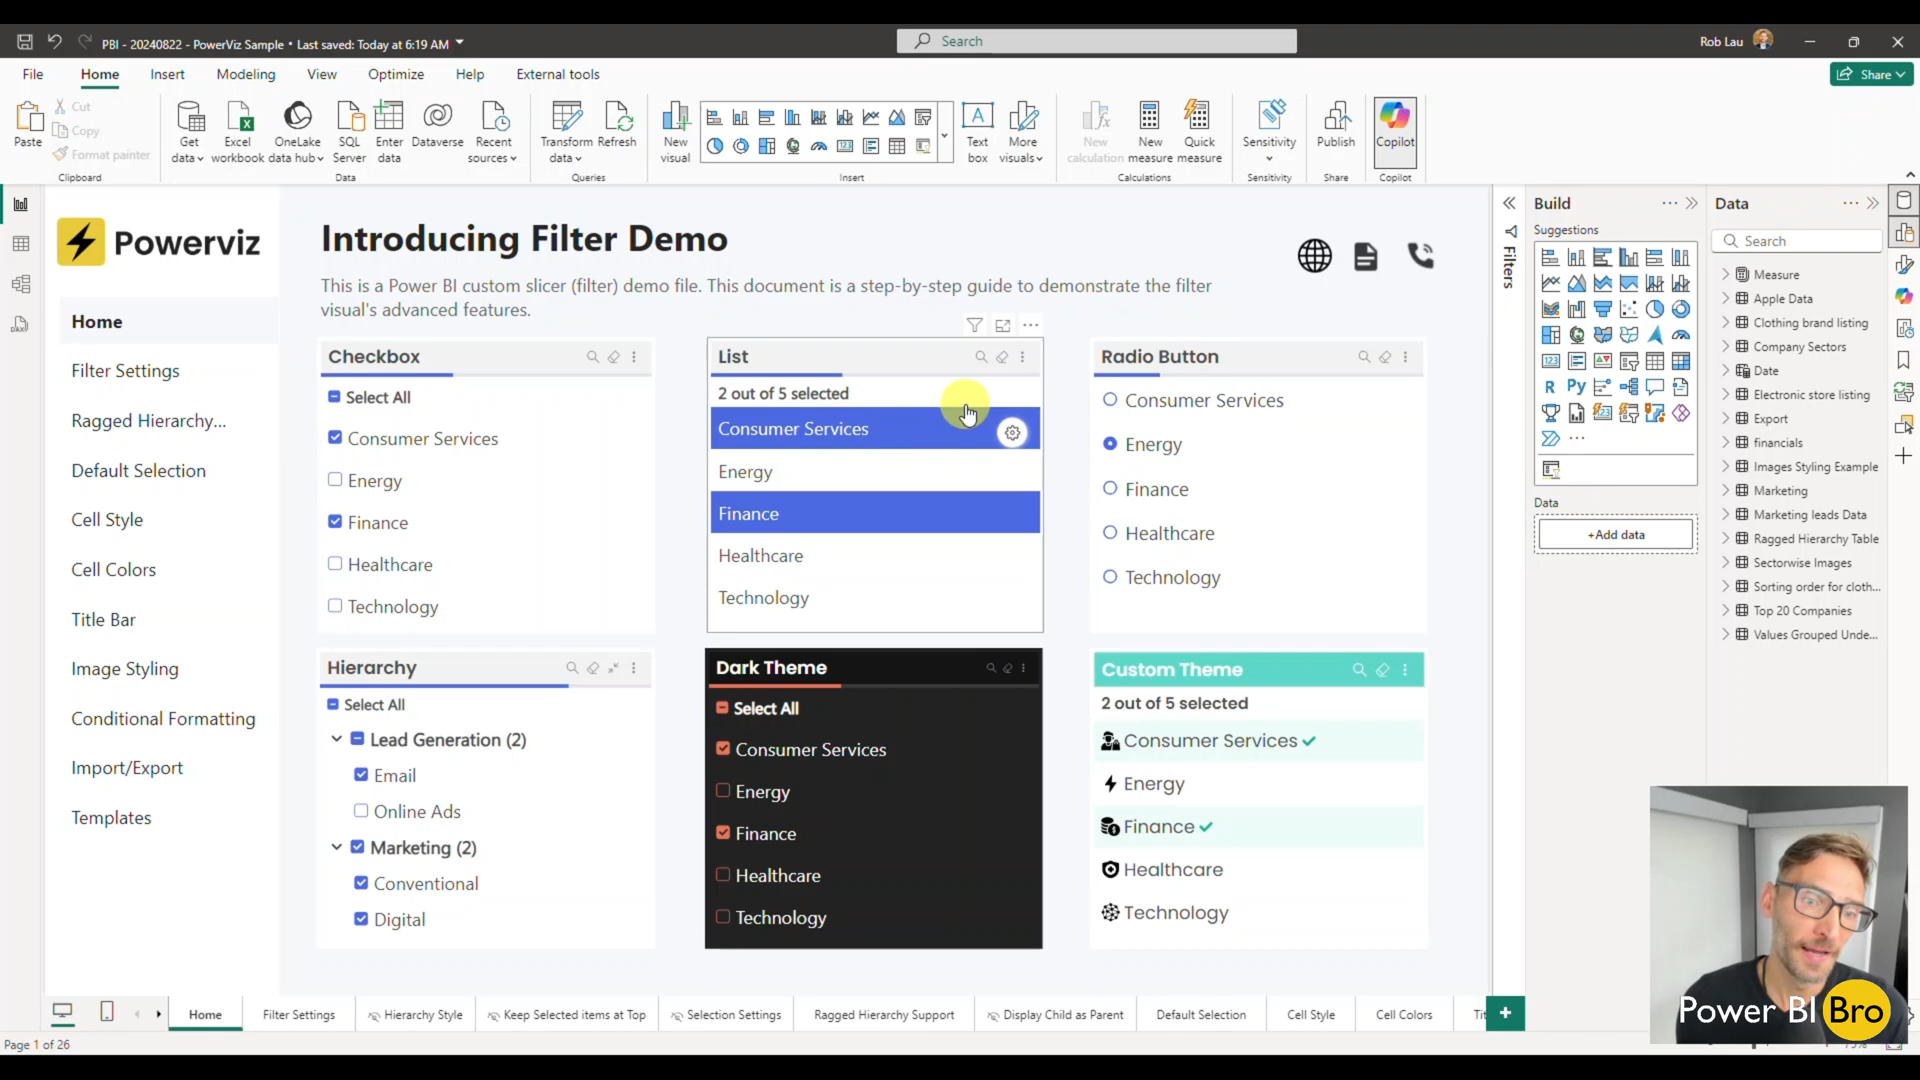 PBI - 20240822 - PowerViz Sample • Last saved: Today at 6:19 AM
Search
Rob Lau
File
Home
Insert
Modeling
View
Optimize
Help
External tools
Share
Paste
Cut
Copy
Format painter
Clipboard
Get data
Excel workbook
OneLake data hub
SQL Server
Enter data
Dataverse
Recent sources
Data
Transform data
Refresh
Queries
New visual
Text box
More visuals
Insert
New calculation
New measure
Quick measure
Calculations
Sensitivity
Sensitivity
Publish
Share
Copilot
Copilot
Powerviz
Home
Filter Settings
Ragged Hierarchy...
Default Selection
Cell Style
Cell Colors
Title Bar
Image Styling
Conditional Formatting
Import/Export
Templates
Introducing Filter Demo
This is a Power BI custom slicer (filter) demo file. This document is a step-by-step guide to demonstrate the filter
visual's advanced features.
Checkbox
Select All
Consumer Services
Energy
Finance
Healthcare
Technology
List
2 out of 5 selected
Consumer Services
Energy
Finance
Healthcare
Technology
Radio Button
Consumer Services
Energy
Finance
Healthcare
Technology
Hierarchy
Select All
Lead Generation (2)
Email
Online Ads
Marketing (2)
Conventional
Digital
Dark Theme
Select All
Consumer Services
Energy
Finance
Healthcare
Technology
Custom Theme
2 out of 5 selected
Consumer Services
Energy
Finance
Healthcare
Technology
Filters
Build
Suggestions
R
Py
123
Data
+Add data
Data
Search
Measure
Apple Data
Clothing brand listing
Company Sectors
Date
Electronic store listing
Export
financials
Images Styling Example
Marketing
Marketing leads Data
Ragged Hierarchy Table
Sectorwise Images
Sorting order for cloth...
Top 20 Companies
Values Grouped Unde...
Power BI Bro
Home
Filter Settings
Hierarchy Style
Keep Selected items at Top
Selection Settings
Ragged Hierarchy Support
Display Child as Parent
Default Selection
Cell Style
Cell Colors
Page 1 of 26